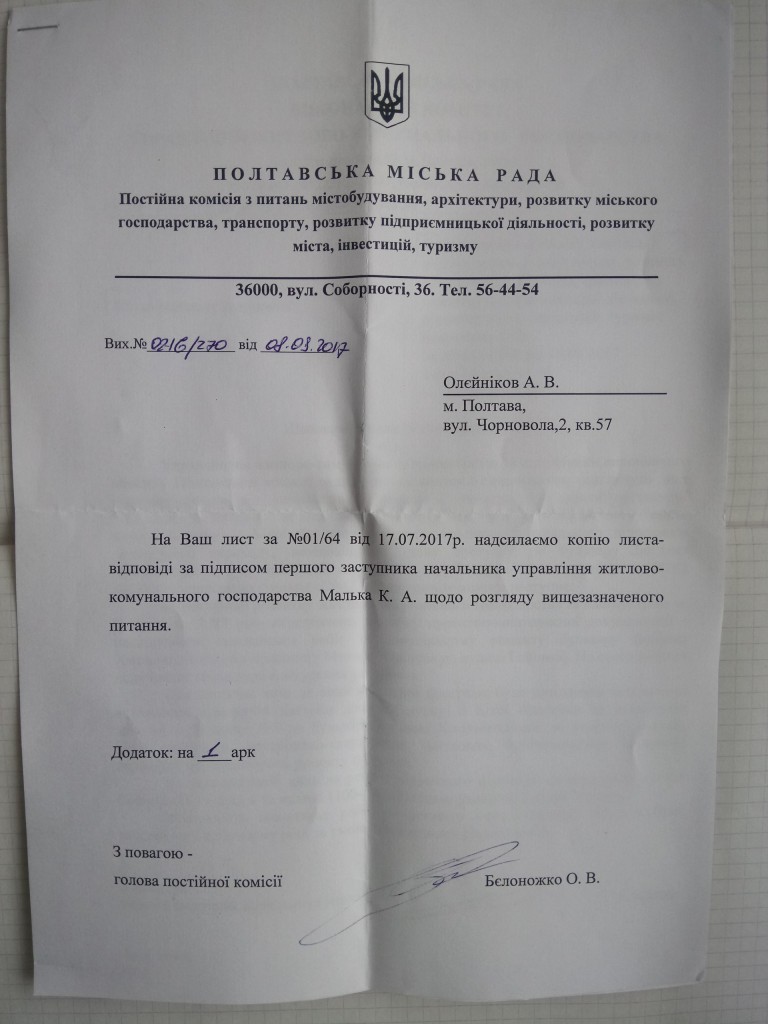 ПОЛТАВСЬКА МІСЬКА РАДА
Постійна комісія з питань містобудування, архітектури, розвитку міського
господарства, транспорту, розвитку підприємницької діяльності, розвитку
міста, інвестицій, туризму
36000, вул. Соборності, 36. Тел. 56-44-54
Вих.№ 0216/270 від 08.09.2017
Олєйніков А. В.
м. Полтава,
вул. Чорновола,2, кв.57
На Ваш лист за №01/64 від 17.07.2017р. надсилаємо копію листа-
відповіді за підписом першого заступника начальника управління житлово-
комунального господарства Малька К. А. щодо розгляду вищезазначеного
питання.
Додаток: на 1 арк
З повагою -
голова постійної комісії
Бєлоножко О. В.